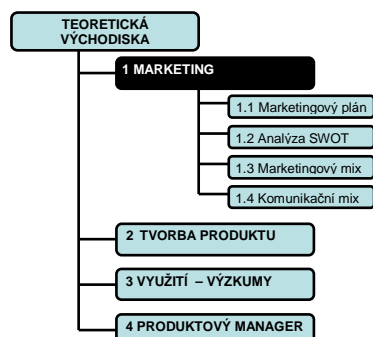 TEORETICKÁ
VÝCHODISKA
1 MARKETING
1.1 Marketingový plán
1.2 Analýza SWOT
1.3 Marketingový mix
1.4 Komunikační mix
2 TVORBA PRODUKTU
3 VYUŽITÍ – VÝZKUMY
4 PRODUKTOVÝ MANAGER